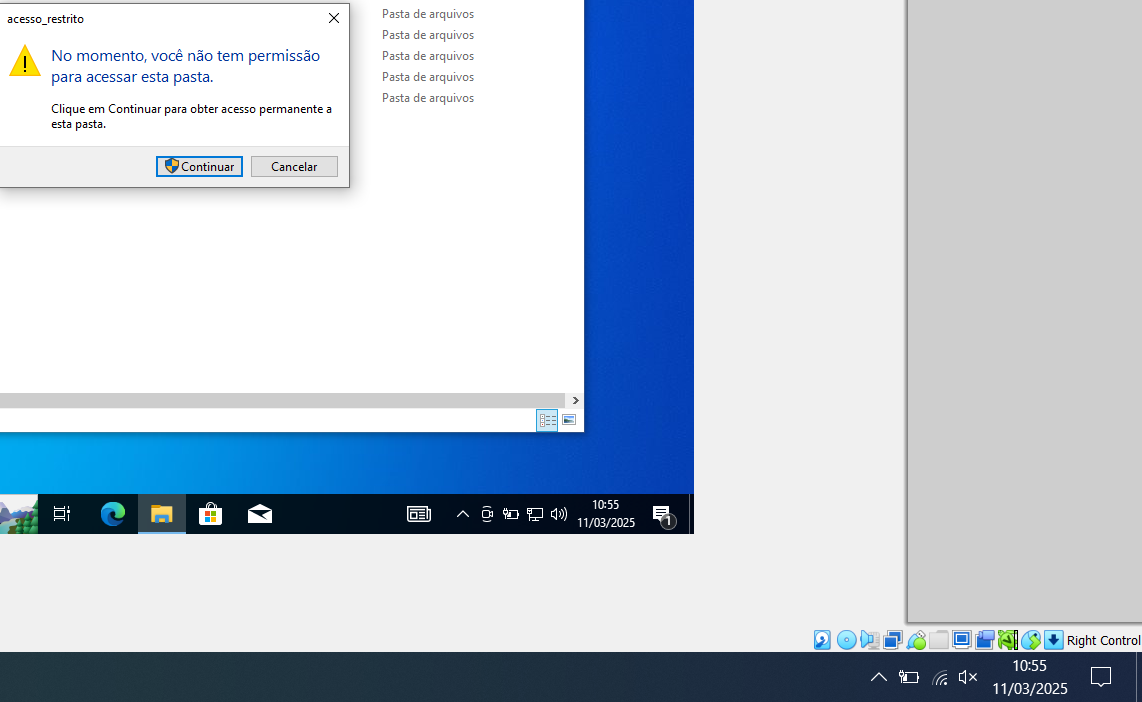 acesso_restrito
No momento, você não tem permissão
para acessar esta pasta.
Clique em Continuar para obter acesso permanente a
esta pasta.
Continuar
Cancelar
Pasta de arquivos
Pasta de arquivos
Pasta de arquivos
Pasta de arquivos
Pasta de arquivos
10:55
11/03/2025
1
Right Control
10:55
11/03/2025